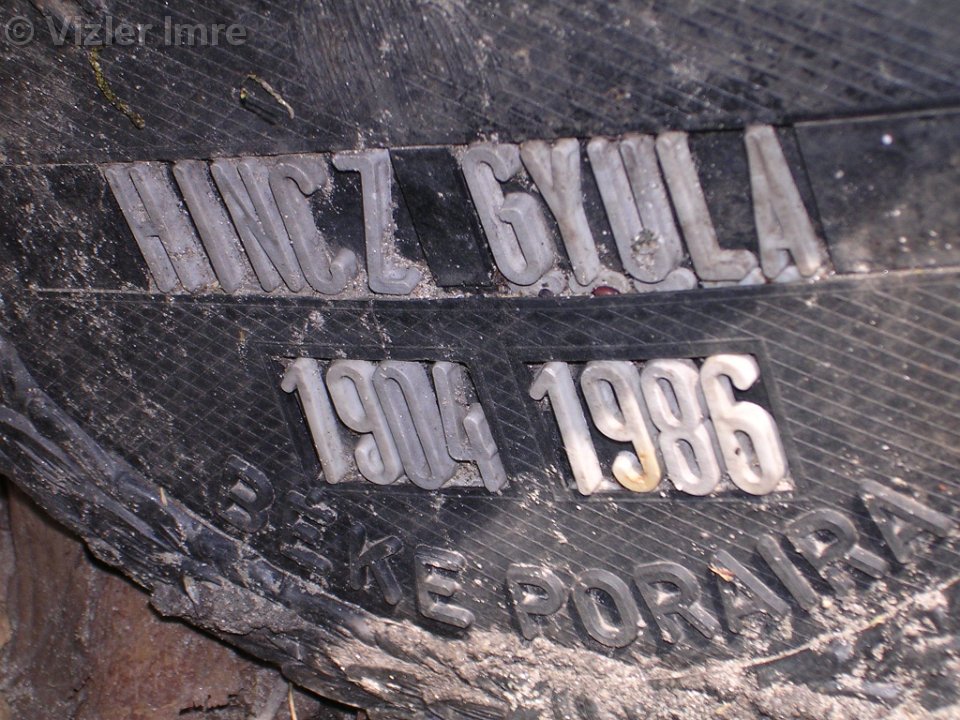 © Vizler Imre
HINCZ GYULA
1904 1986
BÉKE PORAIRA